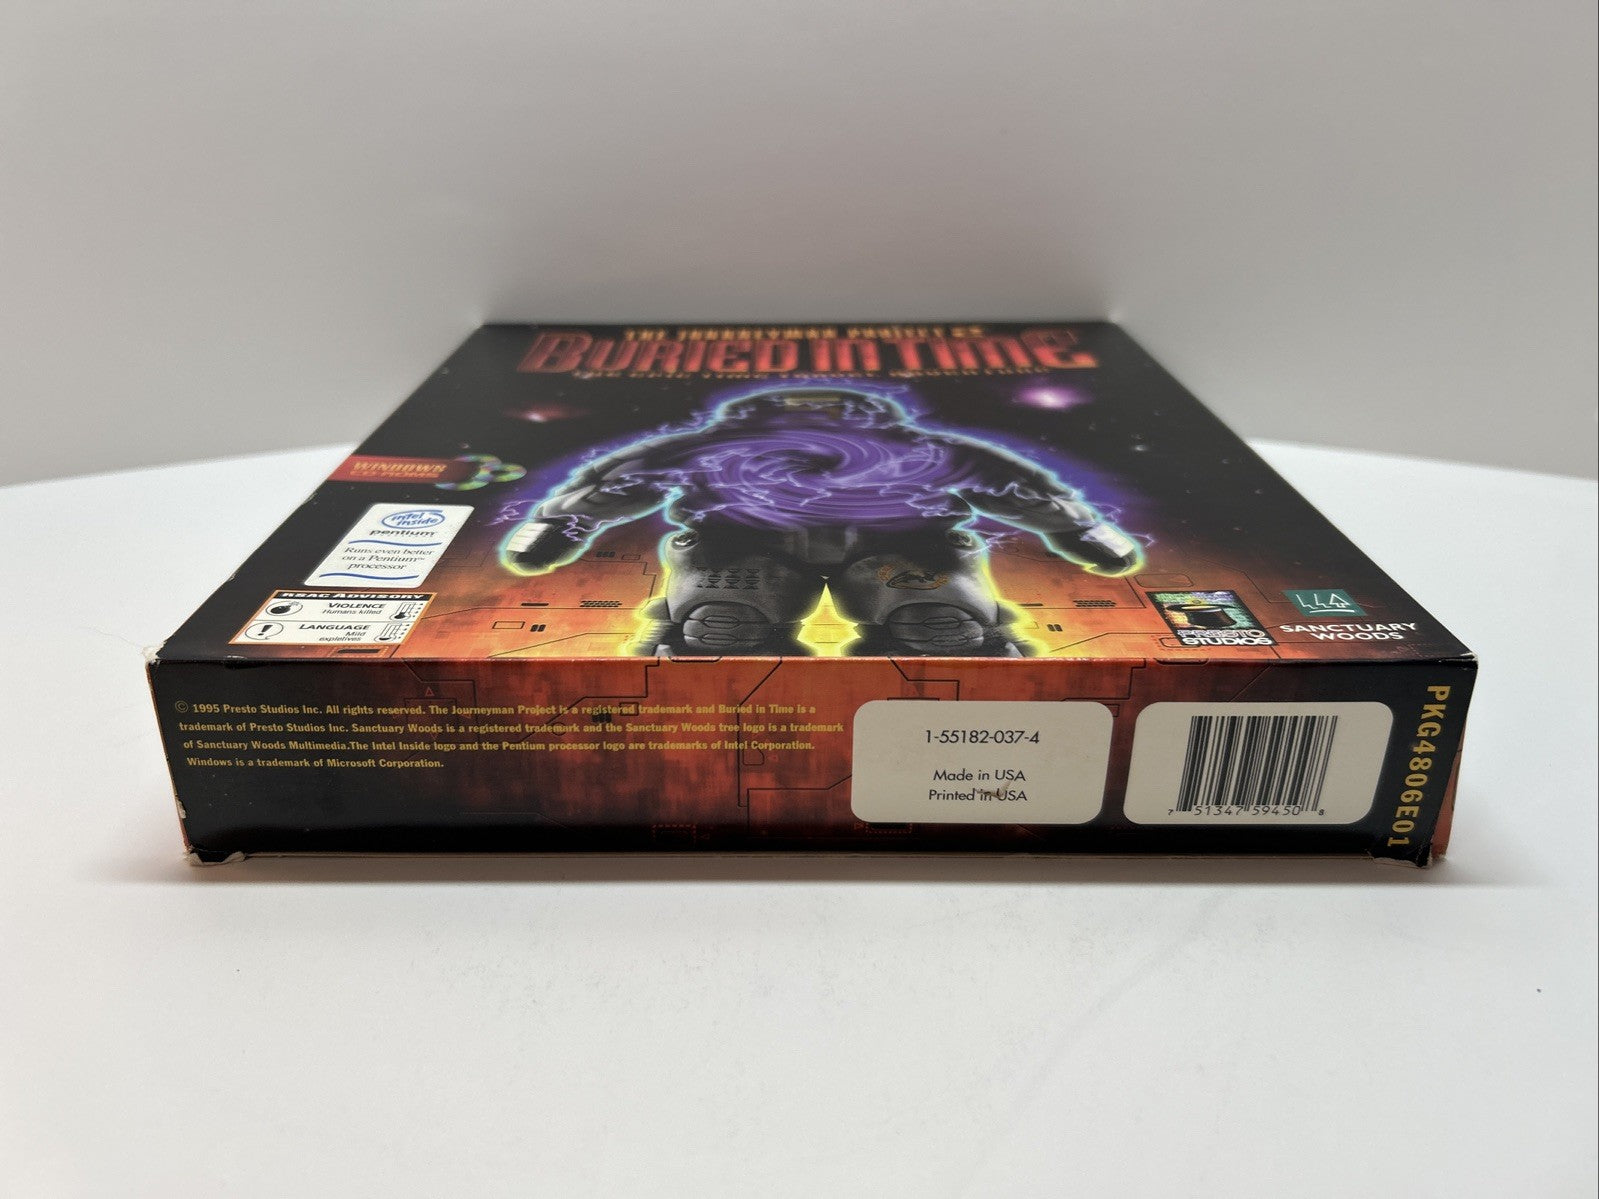 THE JOURNEYMAN PROJECT 2:
BURIED IN TIME
WINDOWS
CD-ROMS
intel
inside
pentium
Runs even better
on a Pentium™
processor
RSAC ADVISORY
VIOLENCE
Humans killed
LANGUAGE
Mild
expletives
PRESTO
STUDIOS
SANCTUARY
WOODS
© 1995 Presto Studios Inc. All rights reserved. The Journeyman Project is a registered trademark and Buried in Time is a
trademark of Presto Studios Inc. Sanctuary Woods is a registered trademark and the Sanctuary Woods tree logo is a trademark
of Sanctuary Woods Multimedia.The Intel Inside logo and the Pentium processor logo are trademarks of Intel Corporation.
Windows is a trademark of Microsoft Corporation.
1-55182-037-4
Made in USA
Printed in USA
7 51347 59450 8
PKG4806E01